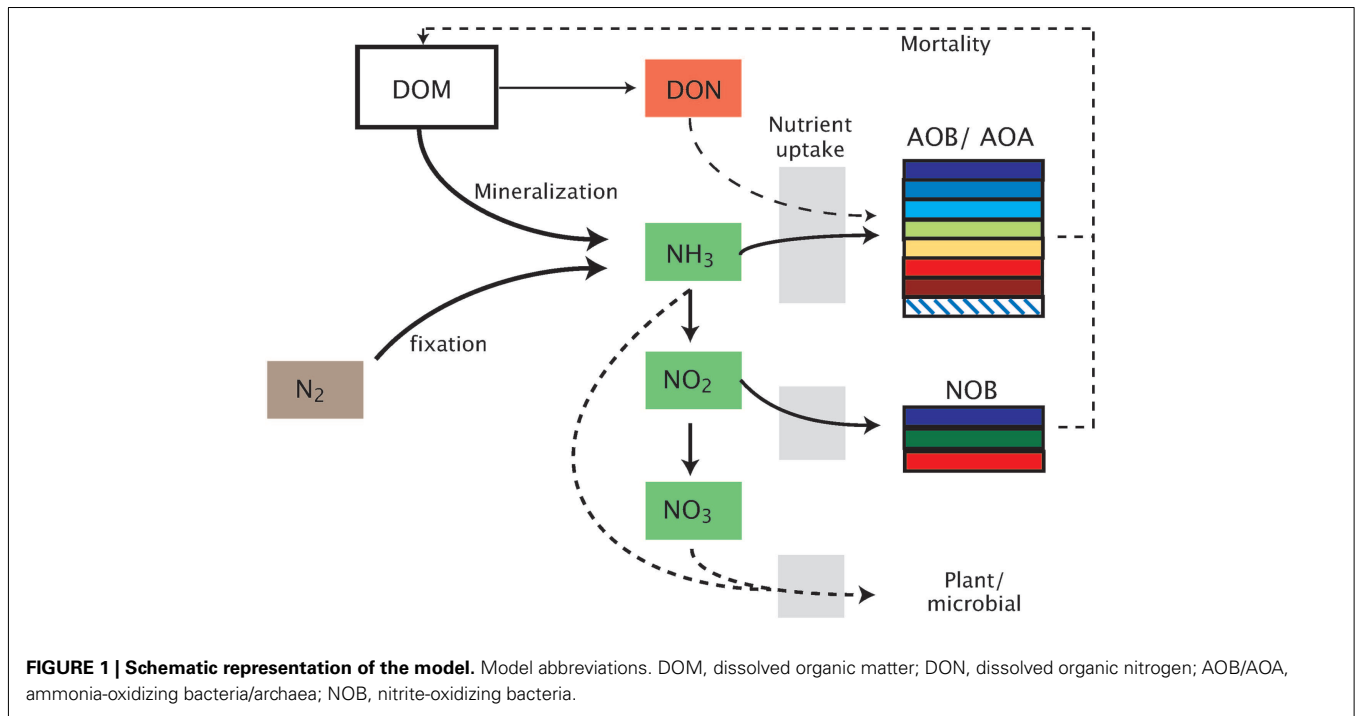 Mortality
DOM
DON
Nutrient
uptake
AOB/ AOA
Mineralization
NH₃
fixation
N₂
NO₂
NOB
NO₃
Plant/
microbial
FIGURE 1 | Schematic representation of the model. Model abbreviations. DOM, dissolved organic matter; DON, dissolved organic nitrogen; AOB/AOA,
ammonia-oxidizing bacteria/archaea; NOB, nitrite-oxidizing bacteria.